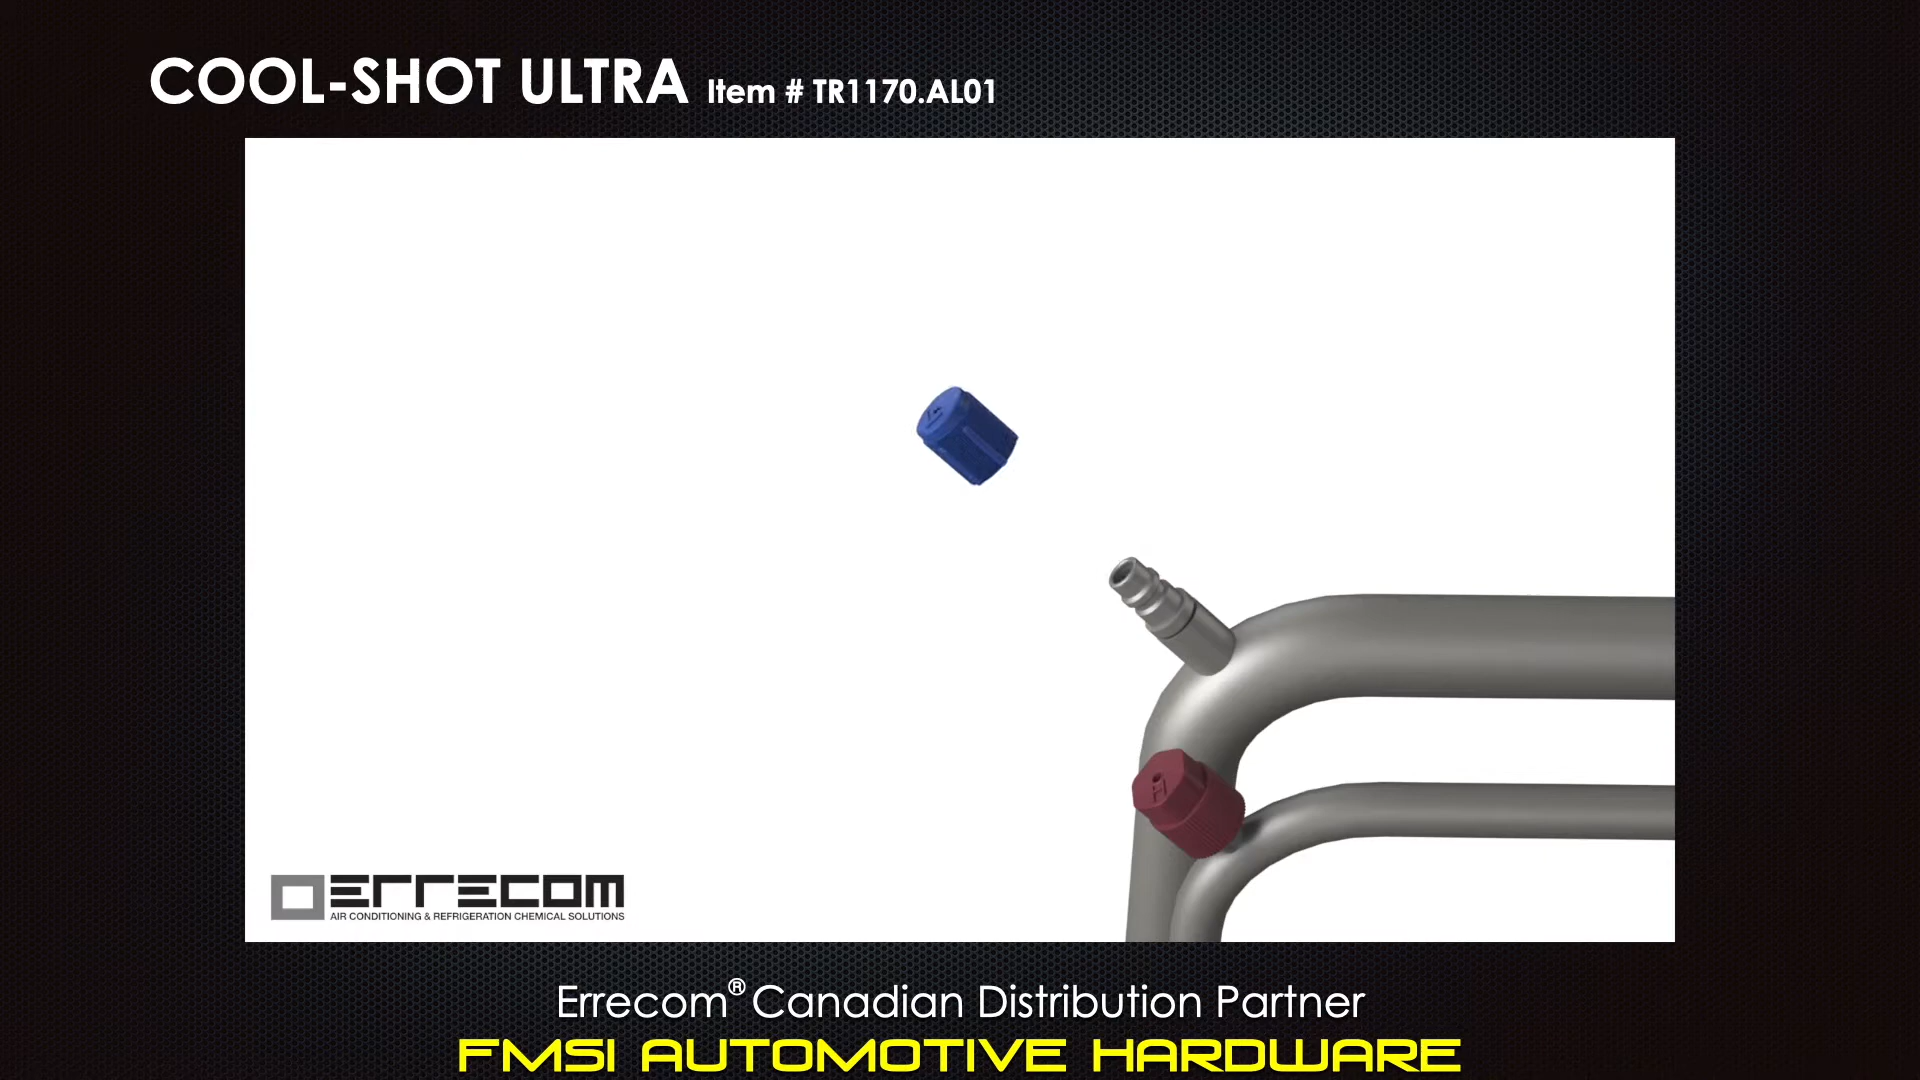 COOL-SHOT ULTRA Item # TR1170.AL01
L
H
ERRECOM
AIR CONDITIONING & REFRIGERATION CHEMICAL SOLUTIONS
Errecom® Canadian Distribution Partner
FMSI AUTOMOTIVE HARDWARE